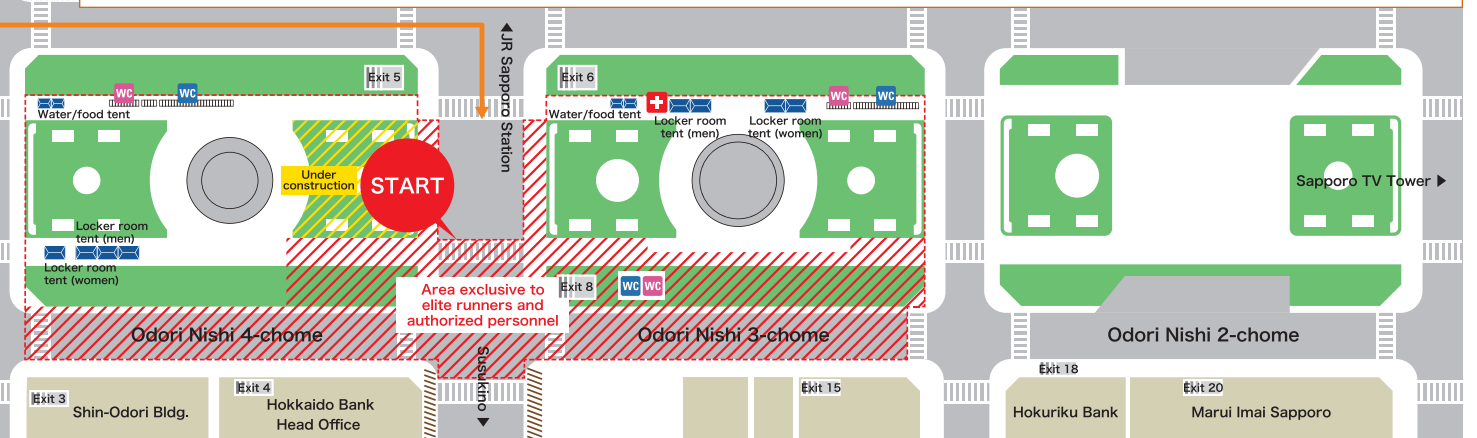 JR Sapporo Station
Exit 5
Exit 6
WC
WC
Water/food tent
Water/food tent
Locker room
tent (men)
Locker room
tent (women)
WC
WC
Under
construction
START
Sapporo TV Tower
Locker room
tent (men)
Locker room
tent (women)
Area exclusive to
elite runners and
authorized personnel
Exit 8
WC
WC
Odori Nishi 4-chome
Odori Nishi 3-chome
Odori Nishi 2-chome
Susukino
Exit 3
Shin-Odori Bldg.
Exit 4
Hokkaido Bank
Head Office
Exit 15
Exit 18
Hokuriku Bank
Exit 20
Marui Imai Sapporo